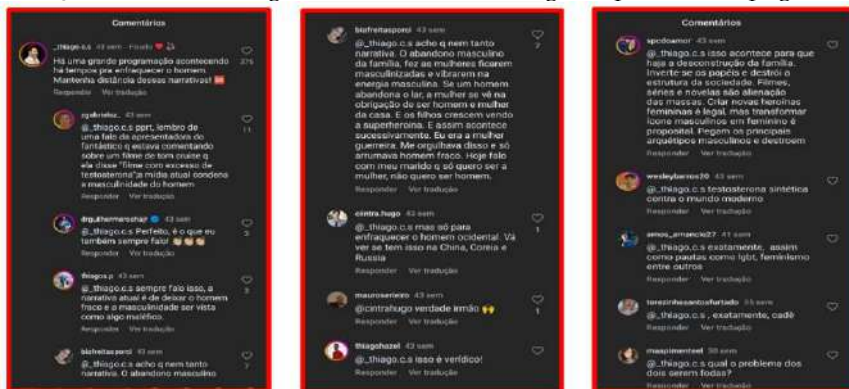 Comentários
_thiago.c.s 43 sem · Fixado
Há uma grande programação acontecendo
há tempos pra enfraquecer o homem.
Mantenha distância dessas narrativas!
275
Responder Ver tradução
43 sem
@_thiago.c.s pprt, lembro de
uma fala da apresentadora do
fantástico q estava comentando
sobre um filme de tom cruise q
ela disse "filme com excesso de
testosterona";a mídia atual condena
a masculinidade do homem
11
Responder Ver tradução
43 sem
@_thiago.c.s Perfeito, é o que eu
também sempre falo!
Responder Ver tradução
thiagos.p 43 sem
@_thiago.c.s sempre falo isso, a
narrativa atual é de deixar o homem
fraco e a masculinidade ser vista
como algo maléfico.
Responder Ver tradução
biafreitasporci 43 sem
@_thiago.c.s acho q nem tanto
narrativa. O abandono masculino
7
biafreitasporci 43 sem
@_thiago.c.s acho q nem tanto
narrativa. O abandono masculino
da família, fez as mulheres ficarem
masculinizadas e vibrarem na
energia masculina. Se um homem
abandona o lar, a mulher se vê na
obrigação de ser homem e mulher
da casa. E os filhos crescem vendo
a superheroina. E assim acontece
sucessivamente. Eu era a mulher
guerreira. Me orgulhava disso e só
arrumava homem fraco. Hoje falo
com meu marido q só quero ser a
mulher, não quero ser homem.
7
Responder Ver tradução
cintra.hugo 43 sem
@_thiago.c.s mas só para
enfraquecer o homem ocidental. Vá
ver se tem isso na China, Coreia e
Russia
1
Responder Ver tradução
mauroserieiro 43 sem
@cintrahugo verdade irmão
1
Responder Ver tradução
thiagohazel 43 sem
@_thiago.c.s isso é verídico!
Responder Ver tradução
Comentários
spcdoamor 43 sem
@_thiago.c.s isso acontece para que
haja a desconstrução da família.
Inverte-se os papéis e destrói a
estrutura da sociedade. Filmes,
séries e novelas são alienação
das massas. Criar novas heroínas
femininas é legal, mas transformar
ícone masculinos em feminino é
proposital. Pegam os principais
arquétipos masculinos e destroem
Responder Ver tradução
wesleybarros20 43 sem
@_thiago.c.s testosterona sintética
contra o mundo moderno
Responder Ver tradução
amos_amancio27 41 sem
@_thiago.c.s exatamente, assim
como pautas como lgbt, feminismo
entre outros
Responder Ver tradução
terezinhasantosfurtado
@_thiago.c.s , exatamente, cadê
Responder Ver tradução
maspimenteel
@_thiago.c.s qual o problema dos
dois serem fodas?
Responder Ver tradução